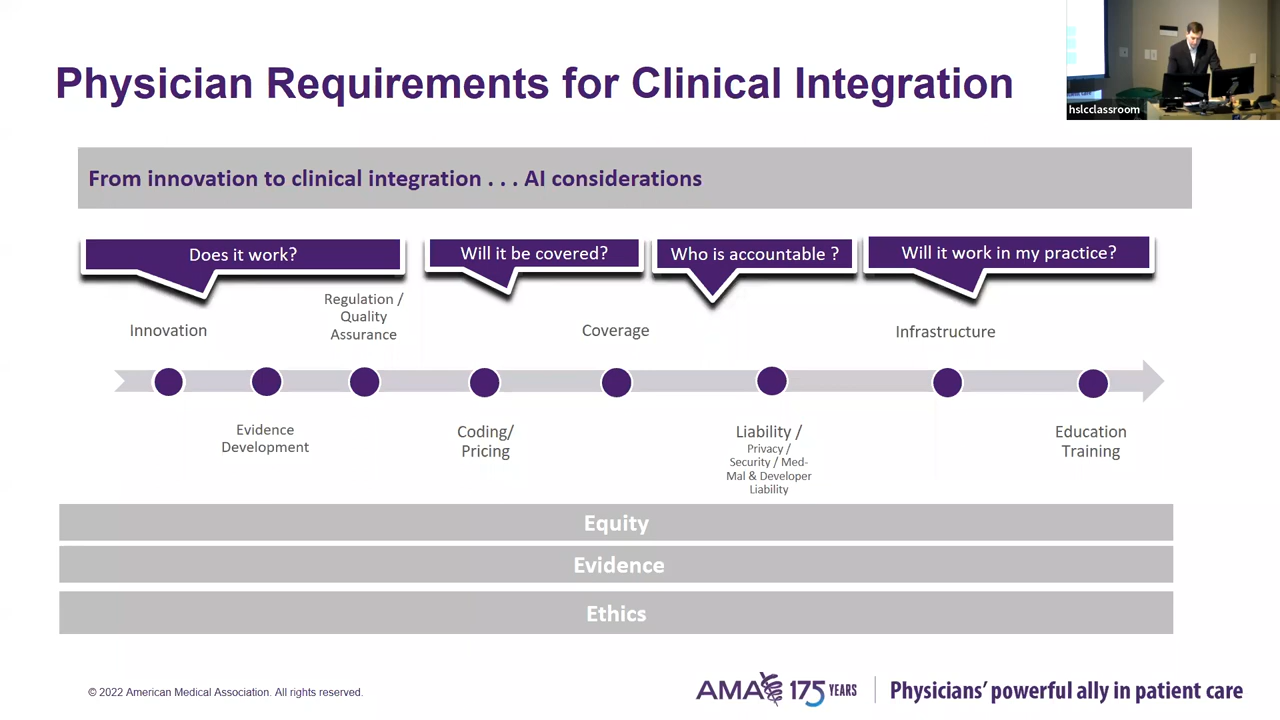 Physician Requirements for Clinical Integration
hslcclassroom
From innovation to clinical integration . . . AI considerations
Does it work?
Will it be covered?
Who is accountable ?
Will it work in my practice?
Innovation
Regulation /
Quality
Assurance
Coverage
Infrastructure
Evidence
Development
Coding/
Pricing
Liability /
Privacy /
Security / Med-
Mal & Developer
Liability
Education
Training
Equity
Evidence
Ethics
© 2022 American Medical Association. All rights reserved.
AMA 175 YEARS
Physicians’ powerful ally in patient care